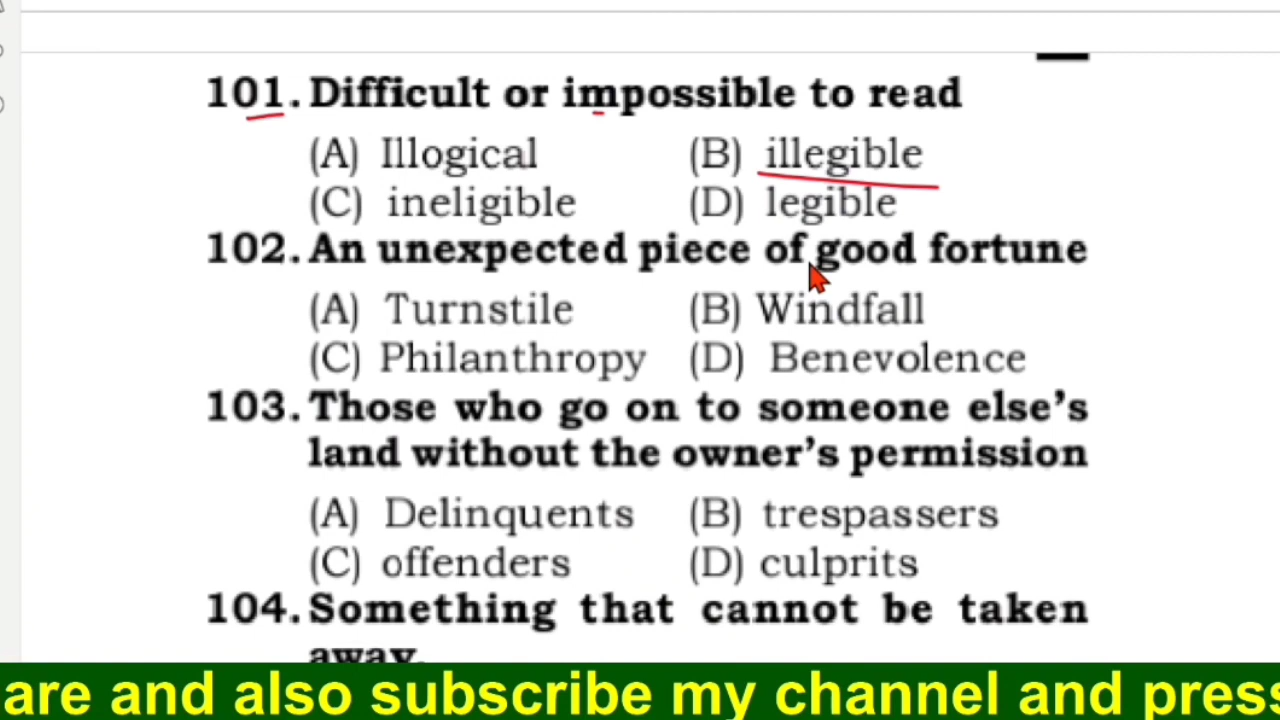 101. Difficult or impossible to read
(A) Illogical (B) illegible
(C) ineligible (D) legible
102. An unexpected piece of good fortune
(A) Turnstile (B) Windfall
(C) Philanthropy (D) Benevolence
103. Those who go on to someone else's
land without the owner's permission
(A) Delinquents (B) trespassers
(C) offenders (D) culprits
104. Something that cannot be taken
away.
are and also subscribe my channel and press